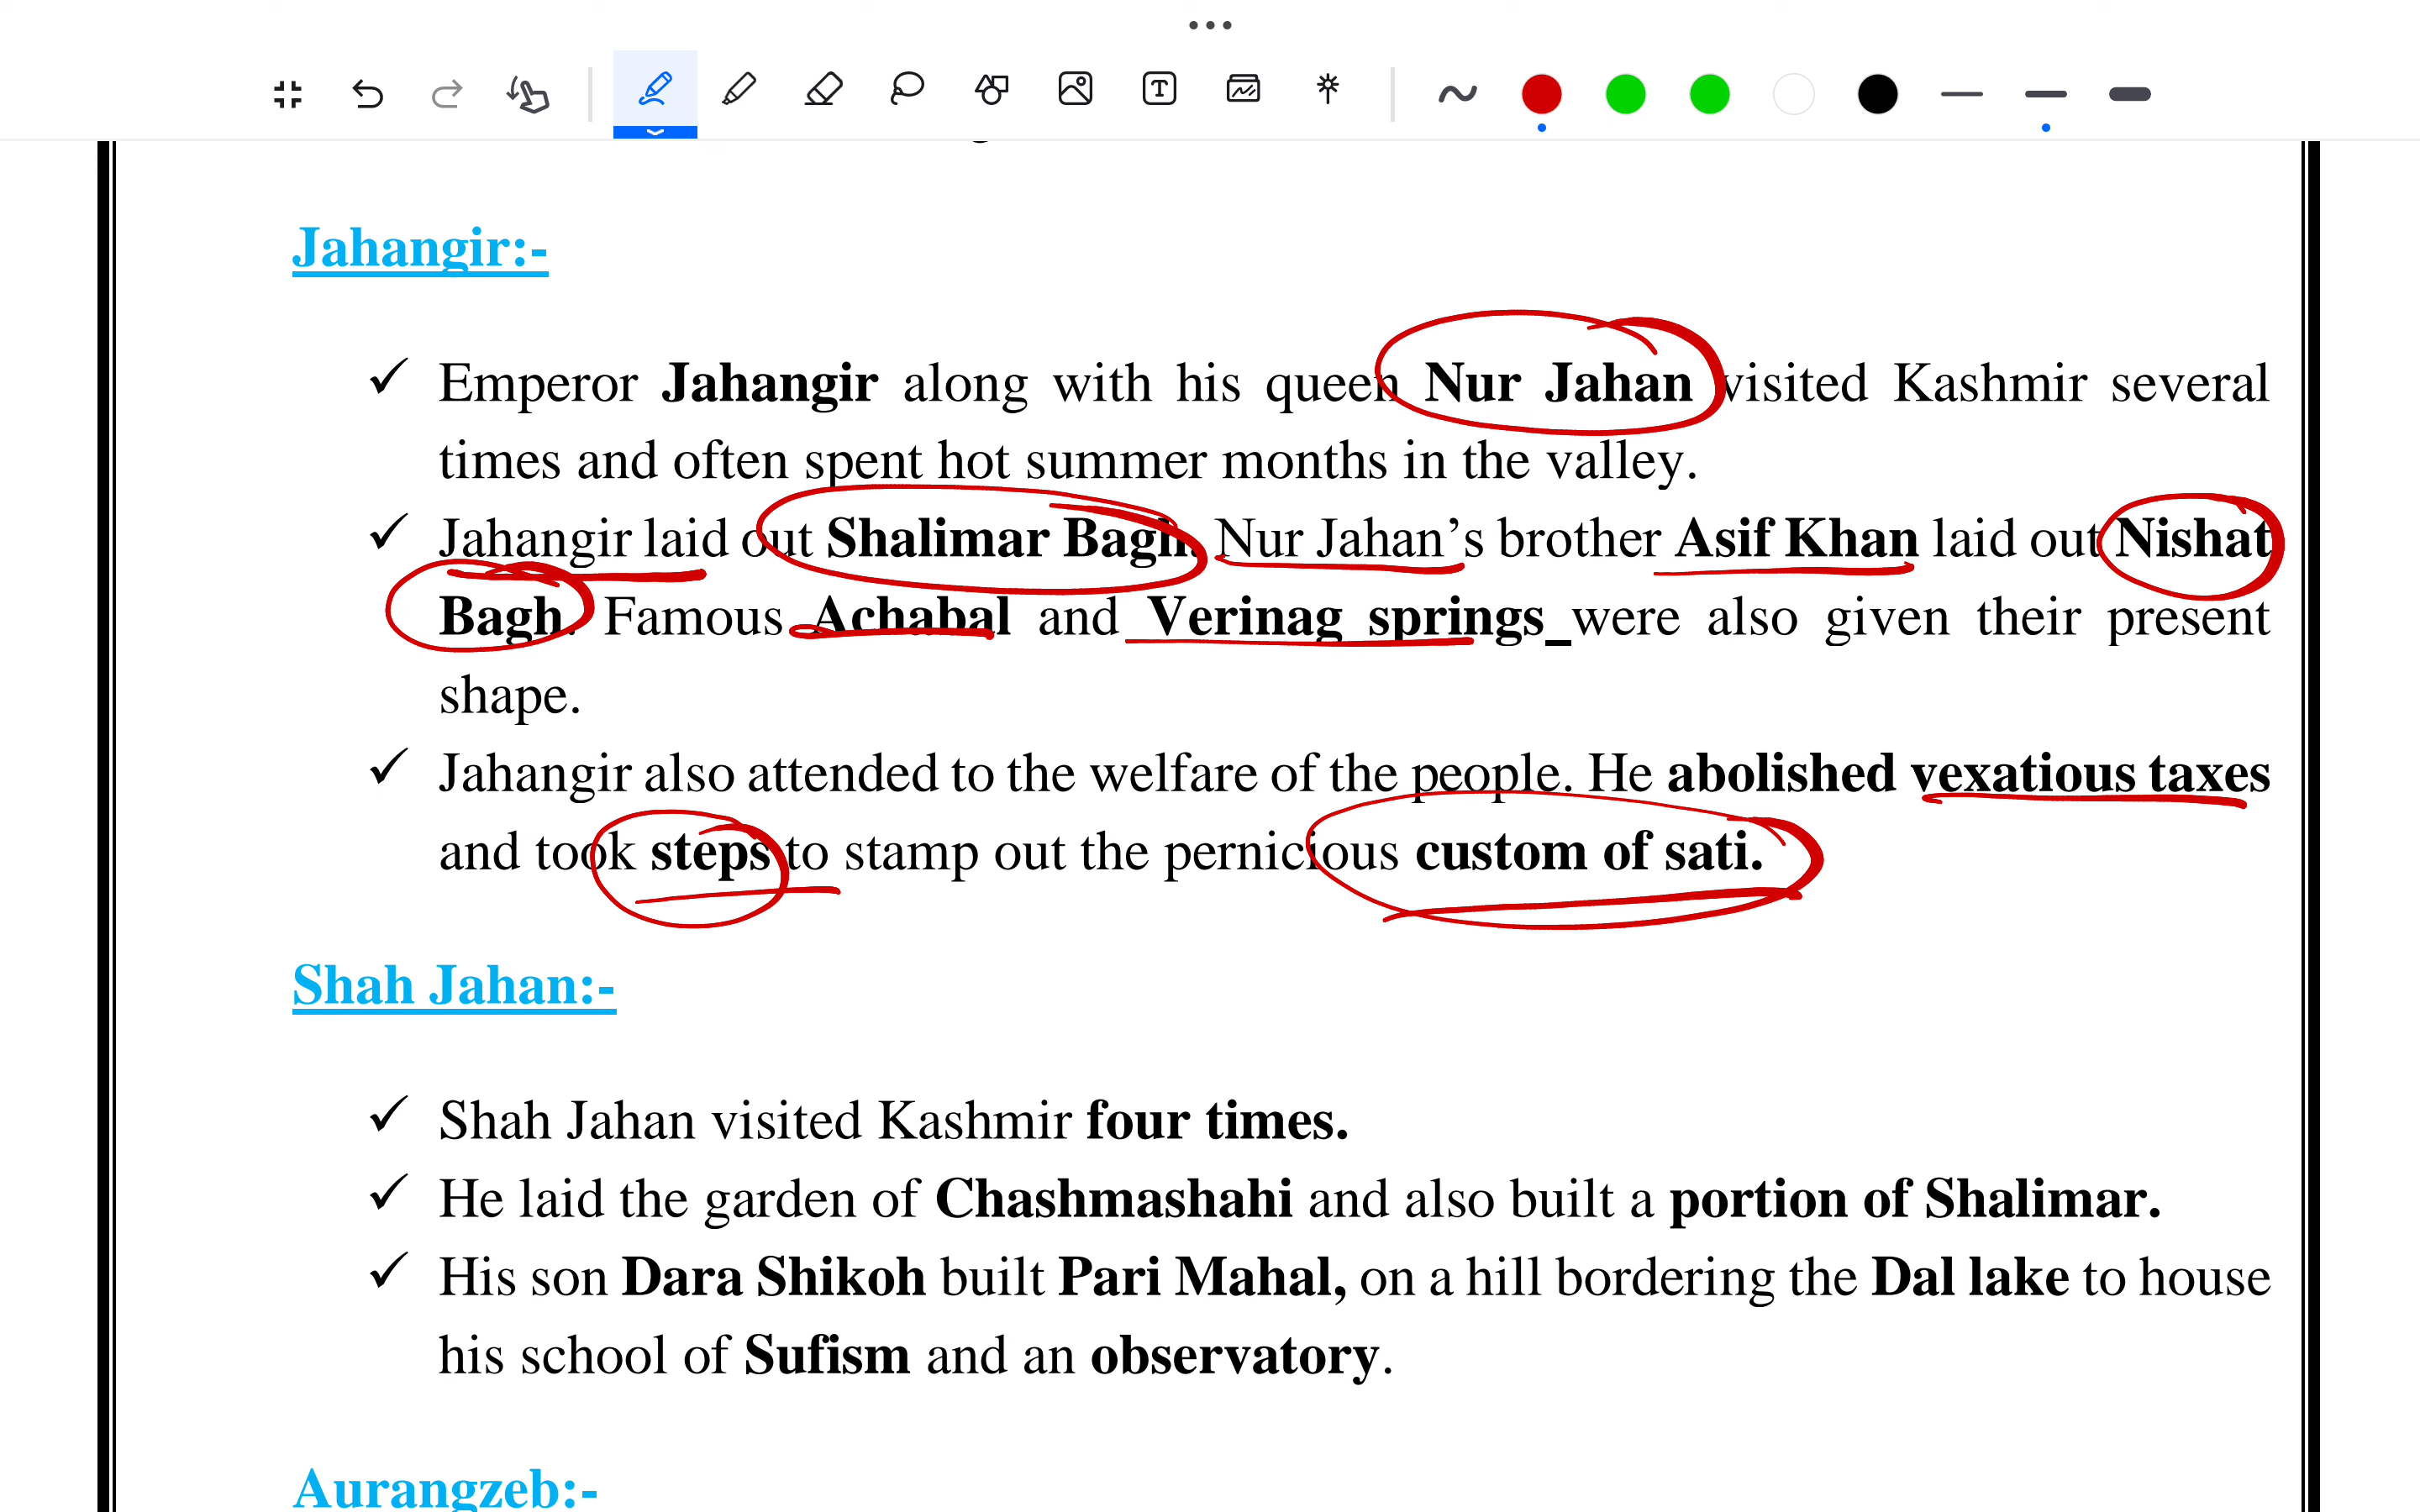 Jahangir:-
Emperor Jahangir along with his queen Nur Jahan visited Kashmir several
times and often spent hot summer months in the valley.
Jahangir laid out Shalimar Bagh. Nur Jahan’s brother Asif Khan laid out Nishat
Bagh. Famous Achabal and Verinag springs were also given their present
shape.
Jahangir also attended to the welfare of the people. He abolished vexatious taxes
and took steps to stamp out the pernicious custom of sati.
Shah Jahan:-
Shah Jahan visited Kashmir four times.
He laid the garden of Chashmashahi and also built a portion of Shalimar.
His son Dara Shikoh built Pari Mahal, on a hill bordering the Dal lake to house
his school of Sufism and an observatory.
Aurangzeb:-